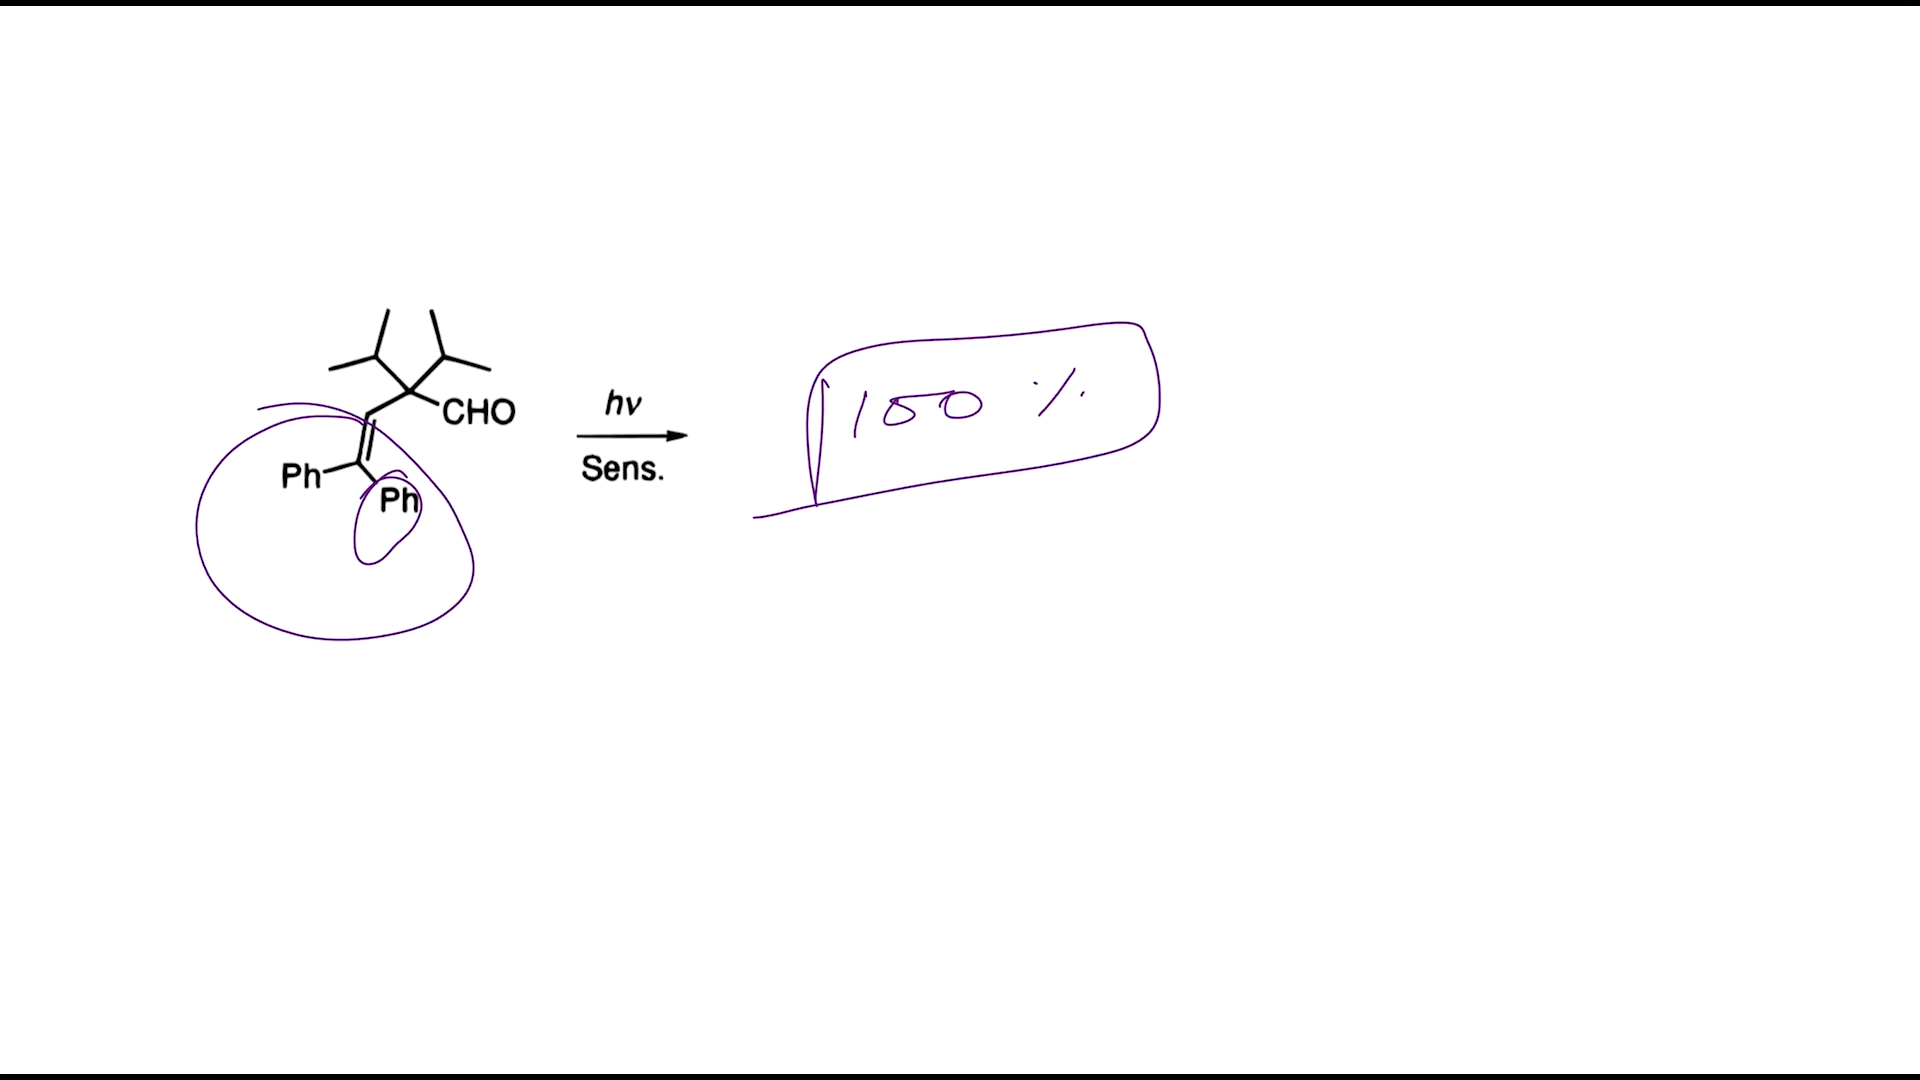 CHO
hν
100 %
Ph
Sens.
Ph